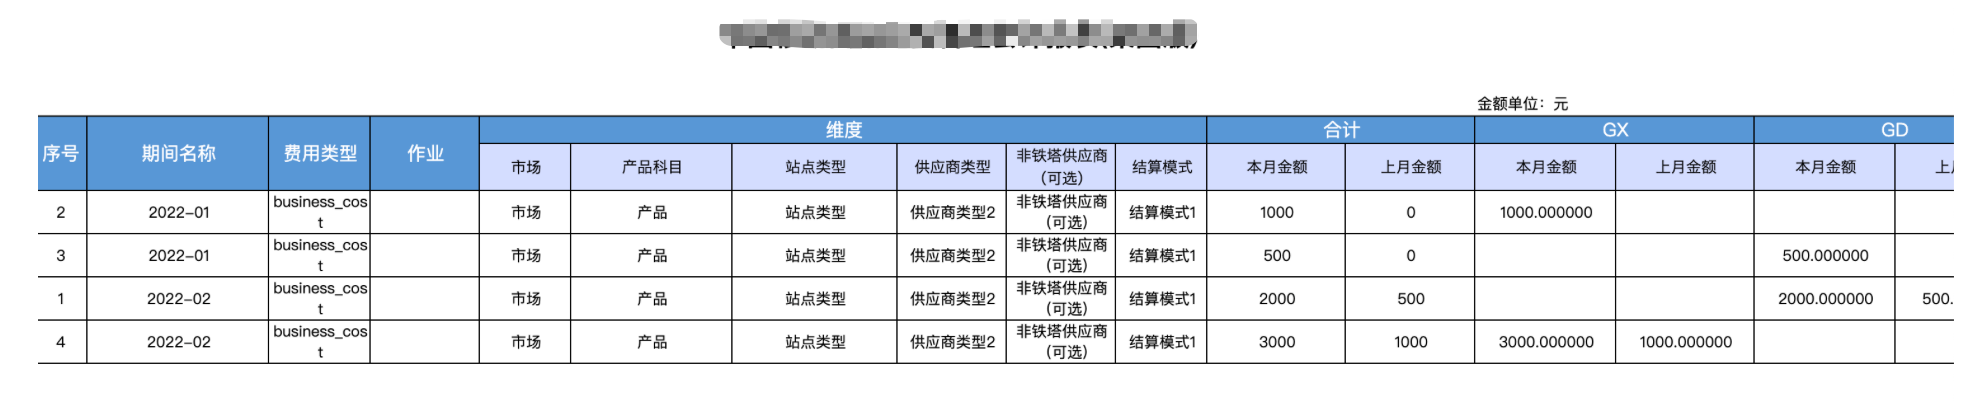 金额单位：元
序号 期间名称 费用类型 作业 维度 合计 GX GD
市场 产品科目 站点类型 供应商类型 非铁塔供应商(可选) 结算模式 本月金额 上月金额 本月金额 上月金额 本月金额
2 2022-01 business_cost 市场 产品 站点类型 供应商类型2 非铁塔供应商(可选) 结算模式1 1000 0 1000.000000
3 2022-01 business_cost 市场 产品 站点类型 供应商类型2 非铁塔供应商(可选) 结算模式1 500 0 500.000000
1 2022-02 business_cost 市场 产品 站点类型 供应商类型2 非铁塔供应商(可选) 结算模式1 2000 500 2000.000000 500.
4 2022-02 business_cost 市场 产品 站点类型 供应商类型2 非铁塔供应商(可选) 结算模式1 3000 1000 3000.000000 1000.000000